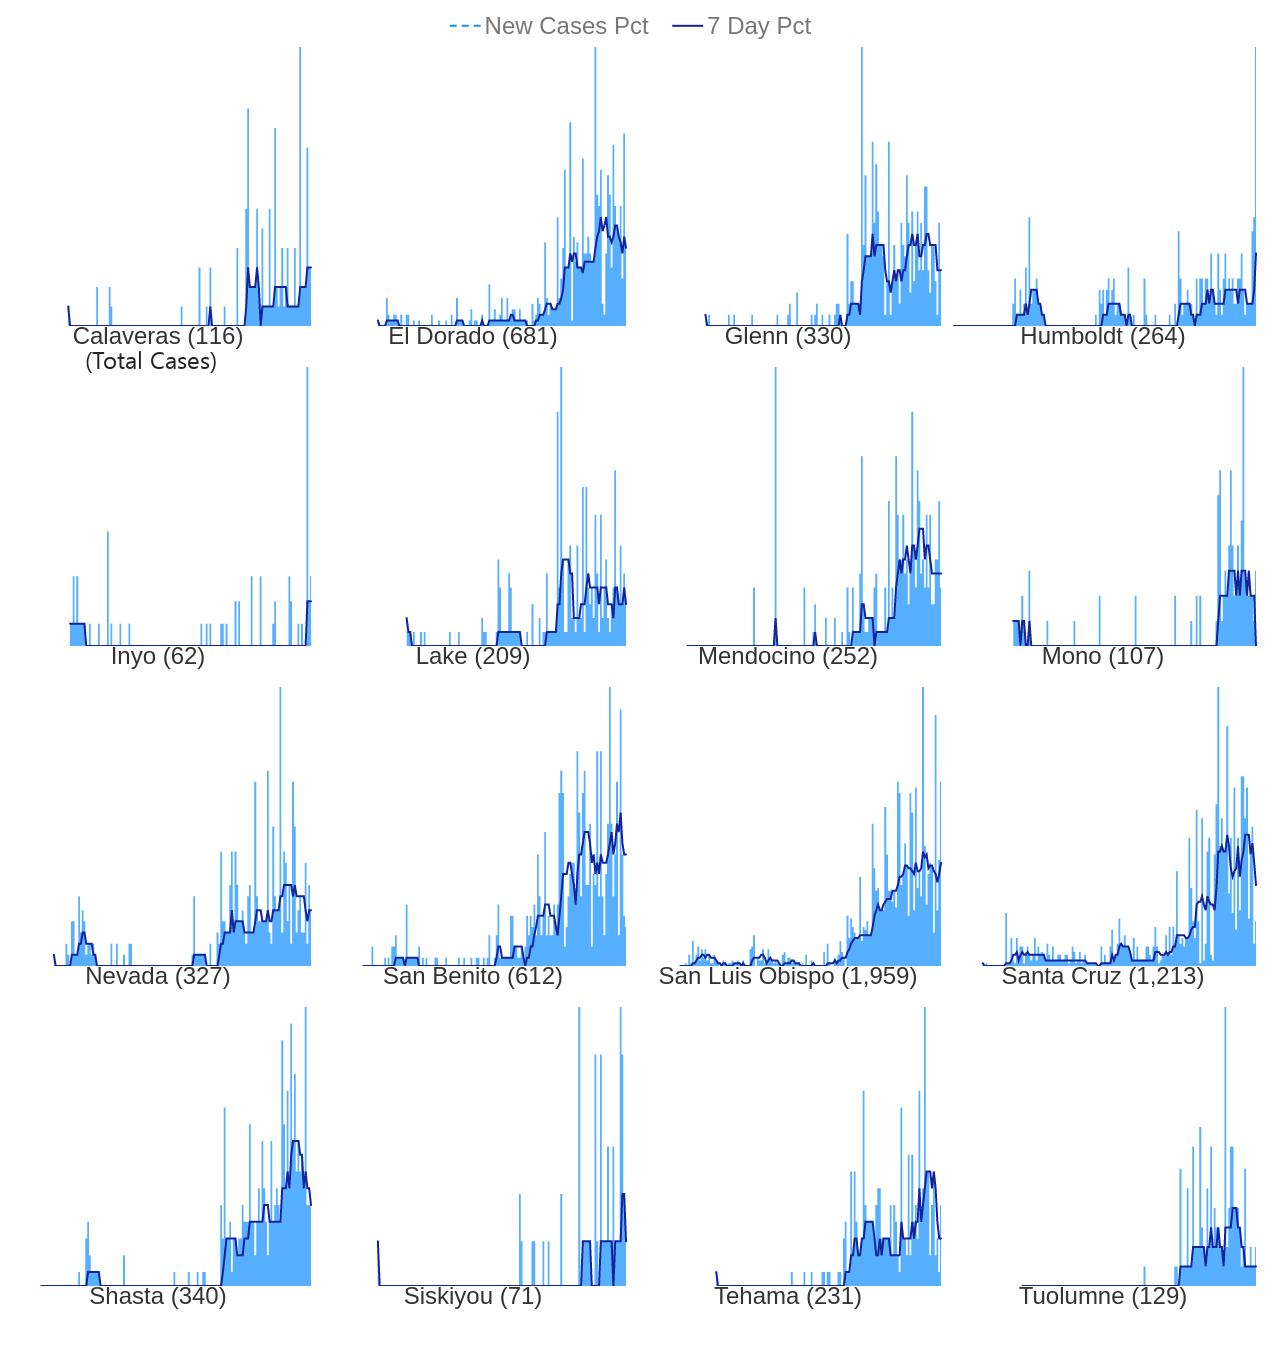 New Cases Pct 7 Day Pct
Calaveras (116) El Dorado (681) Glenn (330) Humboldt (264)
(Total Cases)
Inyo (62) Lake (209) Mendocino (252) Mono (107)
Nevada (327) San Benito (612) San Luis Obispo (1,959) Santa Cruz (1,213)
Shasta (340) Siskiyou (71) Tehama (231) Tuolumne (129)